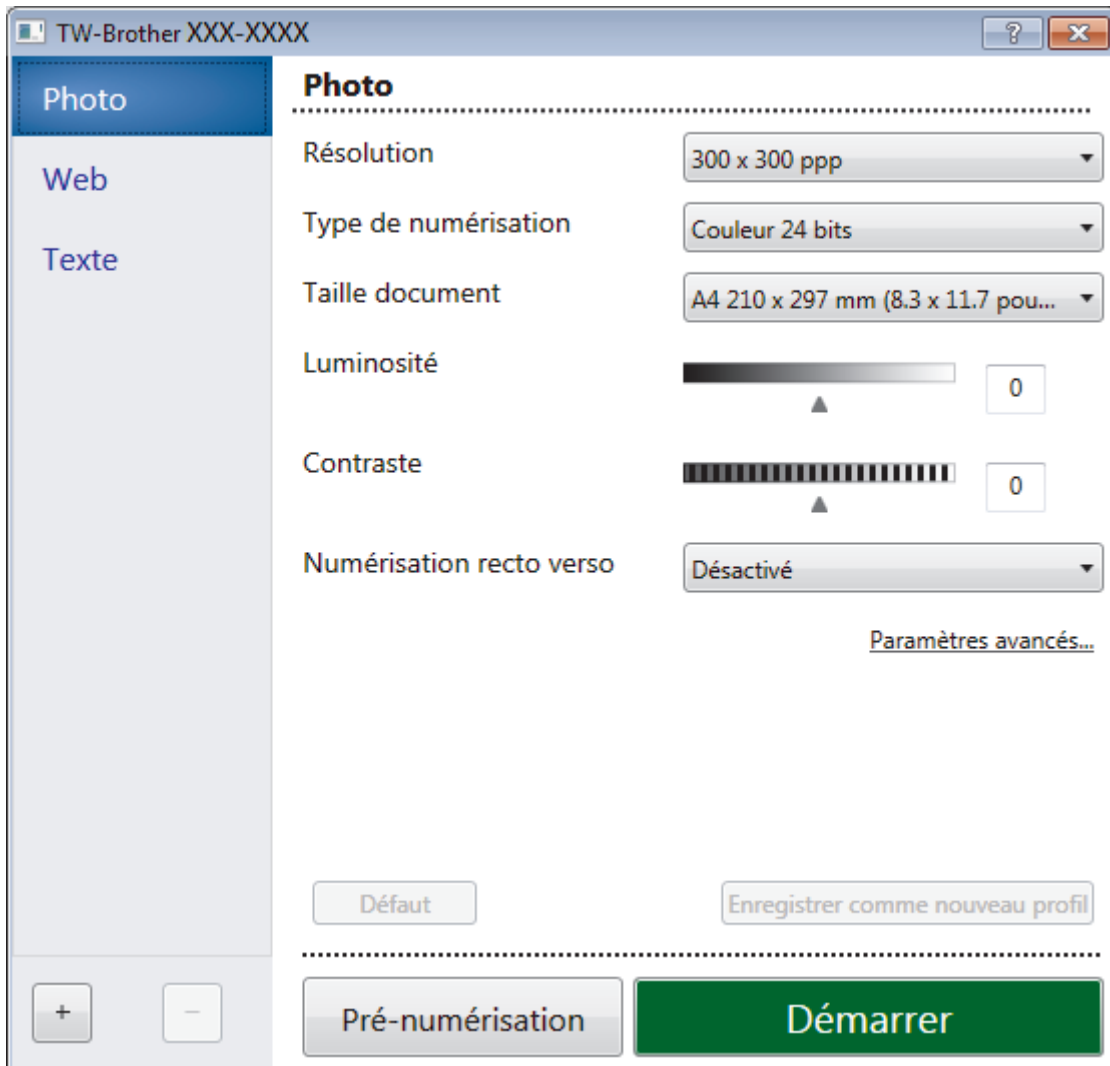 TW-Brother XXX-XXXX
?
Photo
Web
Texte
Photo
Résolution
300 x 300 ppp
Type de numérisation
Couleur 24 bits
Taille document
A4 210 x 297 mm (8.3 x 11.7 pou...
Luminosité
0
Contraste
0
Numérisation recto verso
Désactivé
Paramètres avancés...
Défaut
Enregistrer comme nouveau profil
+
−
Pré-numérisation
Démarrer